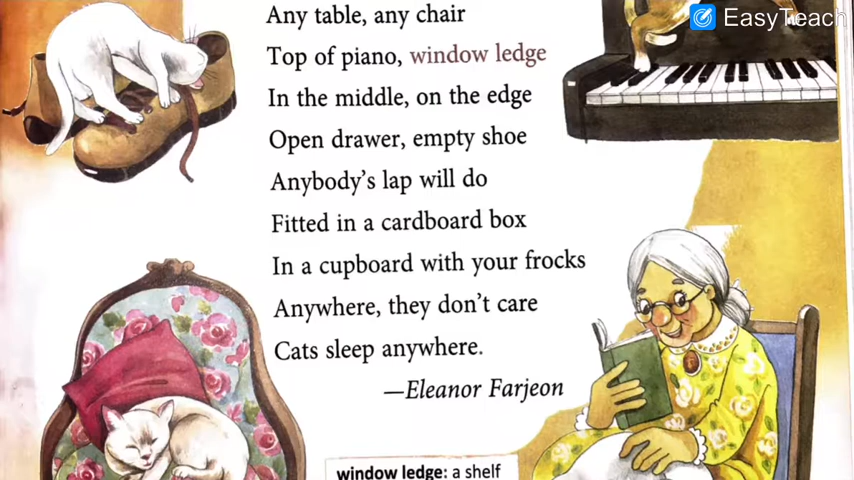 EasyTeach
Any table, any chair
Top of piano, window ledge
In the middle, on the edge
Open drawer, empty shoe
Anybody's lap will do
Fitted in a cardboard box
In a cupboard with your frocks
Anywhere, they don't care
Cats sleep anywhere.
—Eleanor Farjeon
window ledge: a shelf